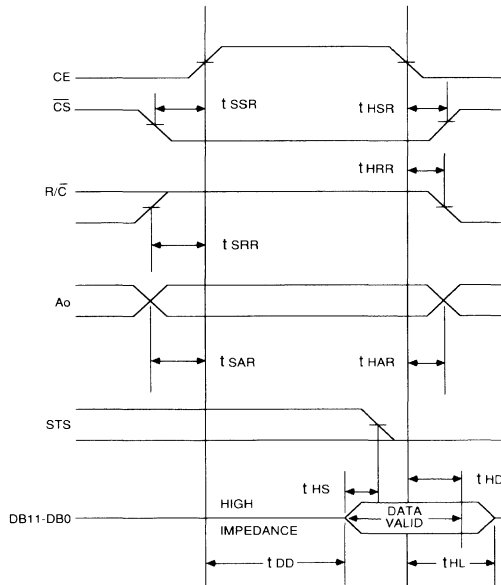 CE
t SSR
t HSR
CS
t HRR
R/C
t SRR
Ao
t SAR
t HAR
STS
t HS
t HD
DB11-DB0
HIGH
IMPEDANCE
DATA
VALID
t DD
t HL